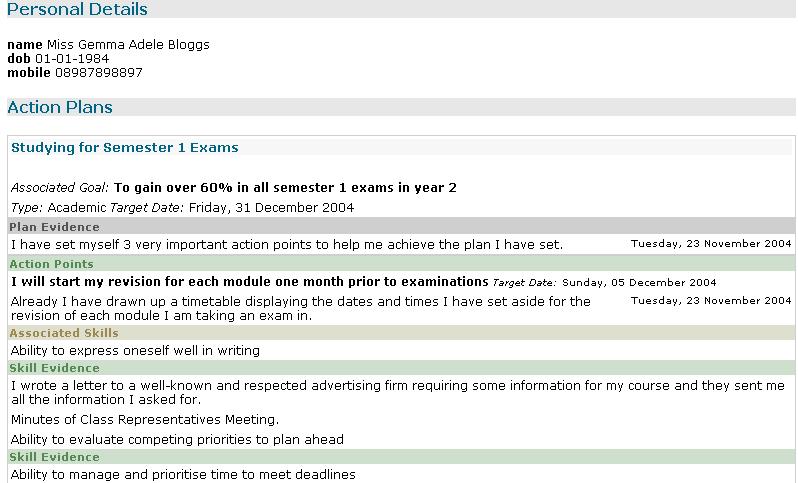 Personal Details
name Miss Gemma Adele Bloggs
dob 01-01-1984
mobile 08987898897
Action Plans
Studying for Semester 1 Exams
Associated Goal: To gain over 60% in all semester 1 exams in year 2
Type: Academic Target Date: Friday, 31 December 2004
Plan Evidence
I have set myself 3 very important action points to help me achieve the plan I have set. Tuesday, 23 November 2004
Action Points
I will start my revision for each module one month prior to examinations Target Date: Sunday, 05 December 2004
Already I have drawn up a timetable displaying the dates and times I have set aside for the Tuesday, 23 November 2004
revision of each module I am taking an exam in.
Associated Skills
Ability to express oneself well in writing
Skill Evidence
I wrote a letter to a well-known and respected advertising firm requiring some information for my course and they sent me
all the information I asked for.
Minutes of Class Representatives Meeting.
Ability to evaluate competing priorities to plan ahead
Skill Evidence
Ability to manage and prioritise time to meet deadlines